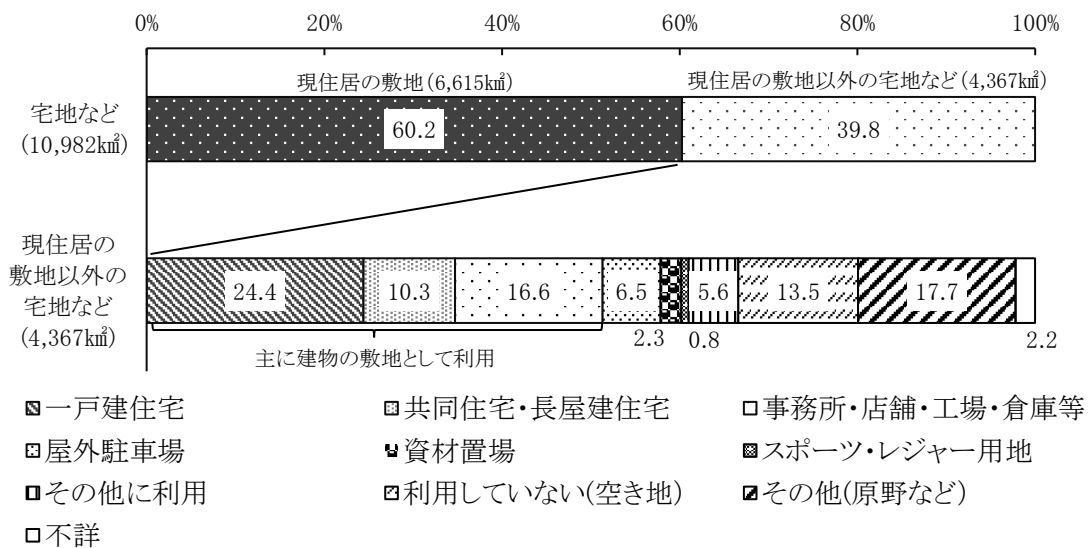 0% 20% 40% 60% 80% 100%
現住居の敷地(6,615k㎡) 現住居の敷地以外の宅地など(4,367k㎡)
宅地など
(10,982k㎡)
60.2 39.8
現住居の
敷地以外の
宅地など
(4,367k㎡)
24.4 10.3 16.6 6.5 5.6 13.5 17.7
2.3 0.8 2.2
主に建物の敷地として利用
一戸建住宅 共同住宅・長屋建住宅 事務所・店舗・工場・倉庫等
屋外駐車場 資材置場 スポーツ・レジャー用地
その他に利用 利用していない(空き地) その他(原野など)
不詳